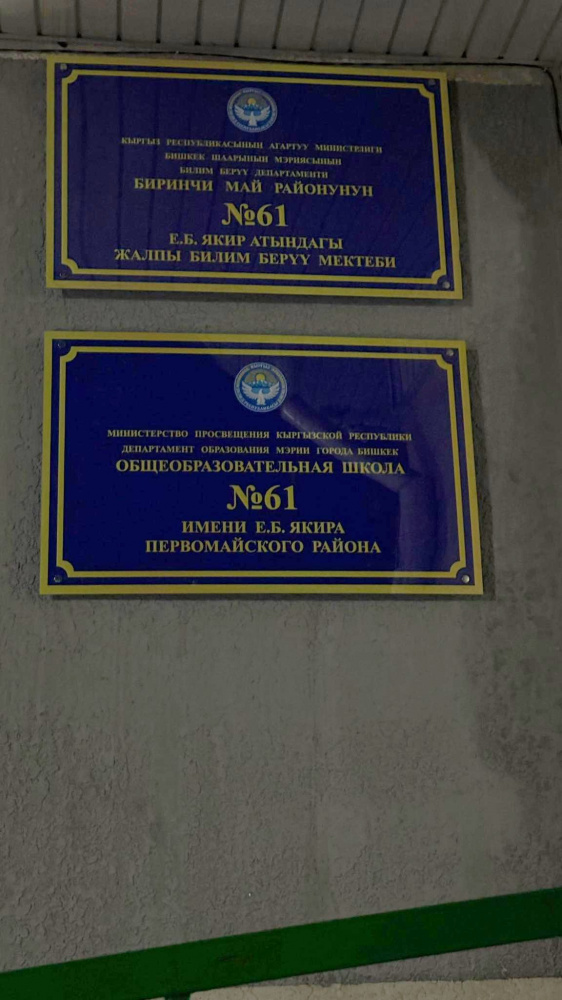 КЫРГЫЗ РЕСПУБЛИКАСЫНЫН АГАРТУУ МИНИСТРЛИГИ
БИШКЕК ШААРЫНЫН МЭРИЯСЫНЫН
БИЛИМ БЕРҮҮ ДЕПАРТАМЕНТИ
БИРИНЧИ МАЙ РАЙОНУНУН
№61
Е.Б. ЯКИР АТЫНДАГЫ
ЖАЛПЫ БИЛИМ БЕРҮҮ МЕКТЕБИ
МИНИСТЕРСТВО ПРОСВЕЩЕНИЯ КЫРГЫЗСКОЙ РЕСПУБЛИКИ
ДЕПАРТАМЕНТ ОБРАЗОВАНИЯ МЭРИИ ГОРОДА БИШКЕК
ОБЩЕОБРАЗОВАТЕЛЬНАЯ ШКОЛА
№61
ИМЕНИ Е.Б. ЯКИРА
ПЕРВОМАЙСКОГО РАЙОНА